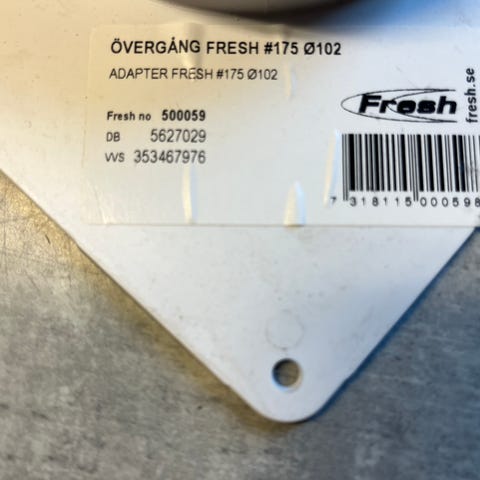 ÖVERGÅNG FRESH #175 Ø102
ADAPTER FRESH #175 Ø102
Fresh no 500059
DB 5627029
VVS 353467976
Fresh
fresh.se
7 318115 000598